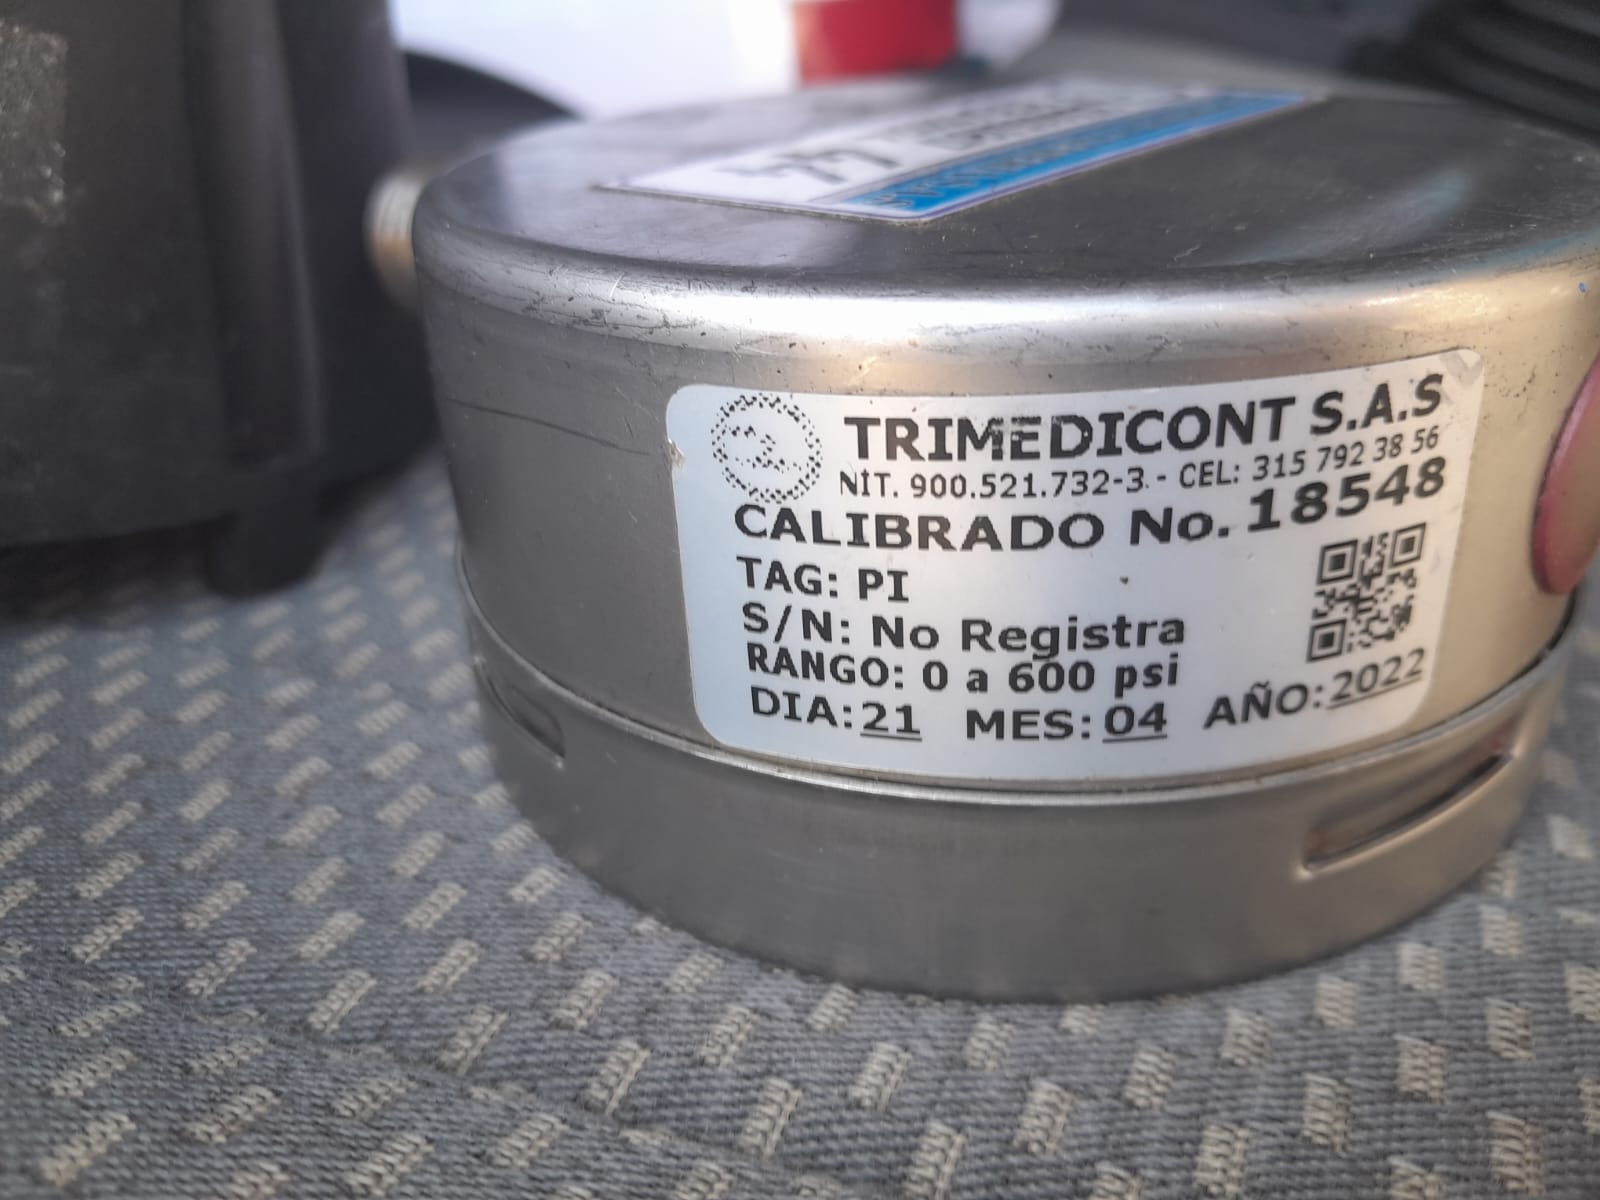 TRIMEDICONT S.A.S
NIT. 900.521.732-3 - CEL: 315 792 38 56
CALIBRADO No. 18548
TAG: PI
S/N: No Registra
RANGO: 0 a 600 psi
DIA: 21 MES: 04 AÑO: 2022